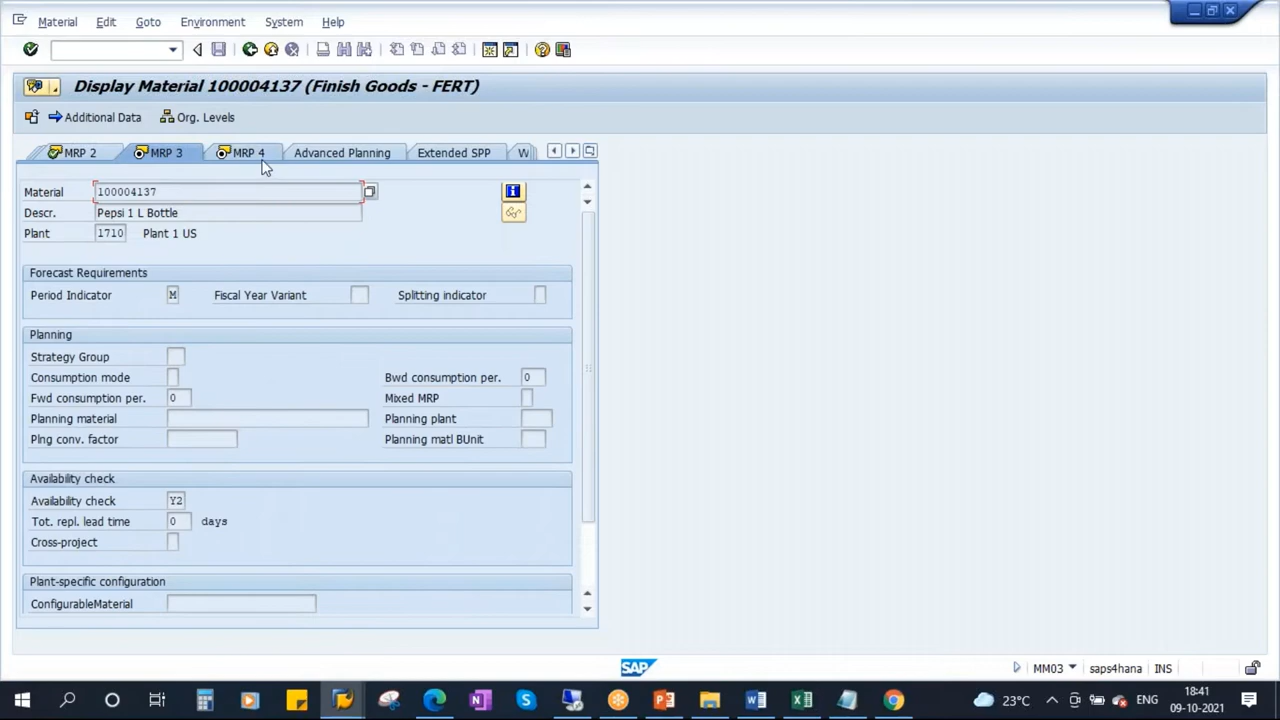 Material Edit Goto Environment System Help
Display Material 100004137 (Finish Goods - FERT)
Additional Data Org. Levels
MRP 2 MRP 3 MRP 4 Advanced Planning Extended SPP W
Material 100004137
Descr. Pepsi 1 L Bottle
Plant 1710 Plant 1 US
Forecast Requirements
Period Indicator M Fiscal Year Variant Splitting indicator
Planning
Strategy Group
Consumption mode Bwd consumption per. 0
Fwd consumption per. 0 Mixed MRP
Planning material Planning plant
Plng conv. factor Planning matl BUnit
Availability check
Availability check Y2
Tot. repl. lead time 0 days
Cross-project
Plant-specific configuration
ConfigurableMaterial
SAP MM03 saps4hana INS
23°C ENG 18:41
09-10-2021